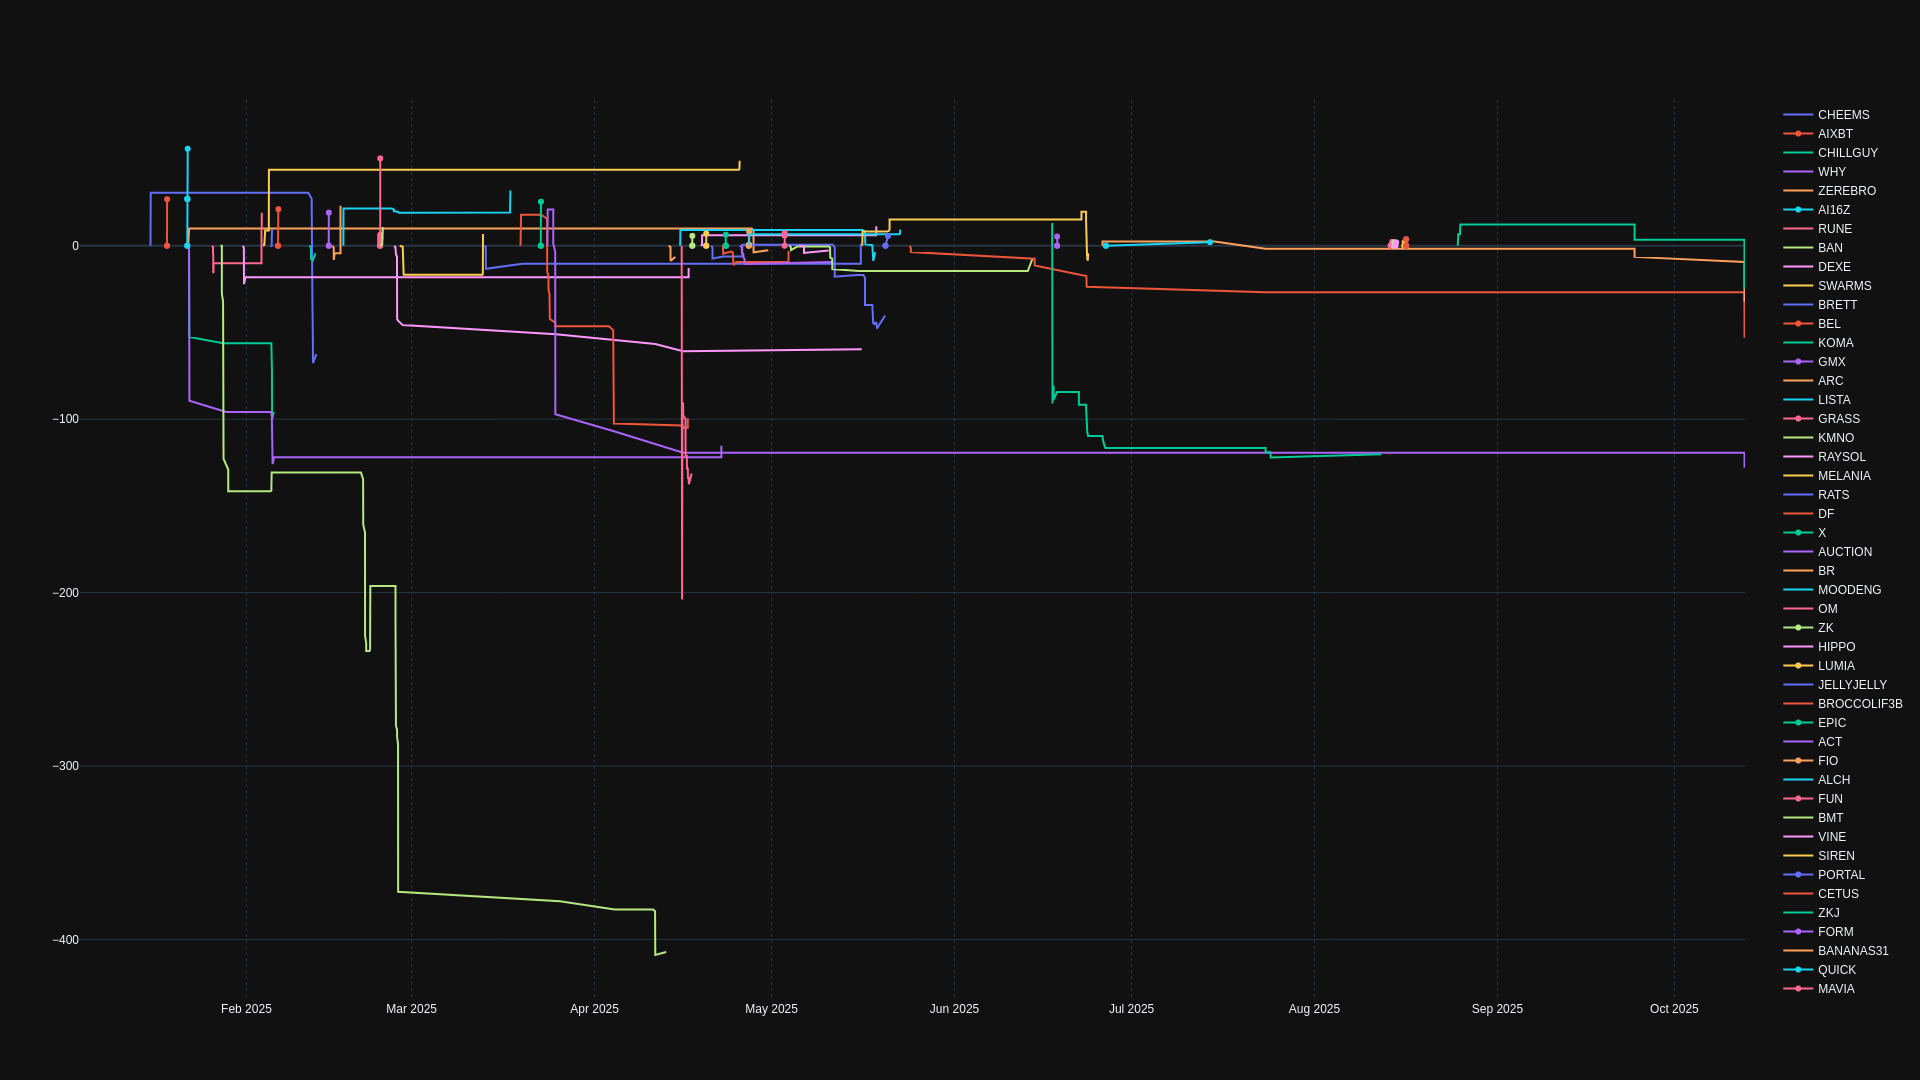 0
−100
−200
−300
−400
Feb 2025
Mar 2025
Apr 2025
May 2025
Jun 2025
Jul 2025
Aug 2025
Sep 2025
Oct 2025
CHEEMS
AIXBT
CHILLGUY
WHY
ZEREBRO
AI16Z
RUNE
BAN
DEXE
SWARMS
BRETT
BEL
KOMA
GMX
ARC
LISTA
GRASS
KMNO
RAYSOL
MELANIA
RATS
DF
X
AUCTION
BR
MOODENG
OM
ZK
HIPPO
LUMIA
JELLYJELLY
BROCCOLIF3B
EPIC
ACT
FIO
ALCH
FUN
BMT
VINE
SIREN
PORTAL
CETUS
ZKJ
FORM
BANANAS31
QUICK
MAVIA